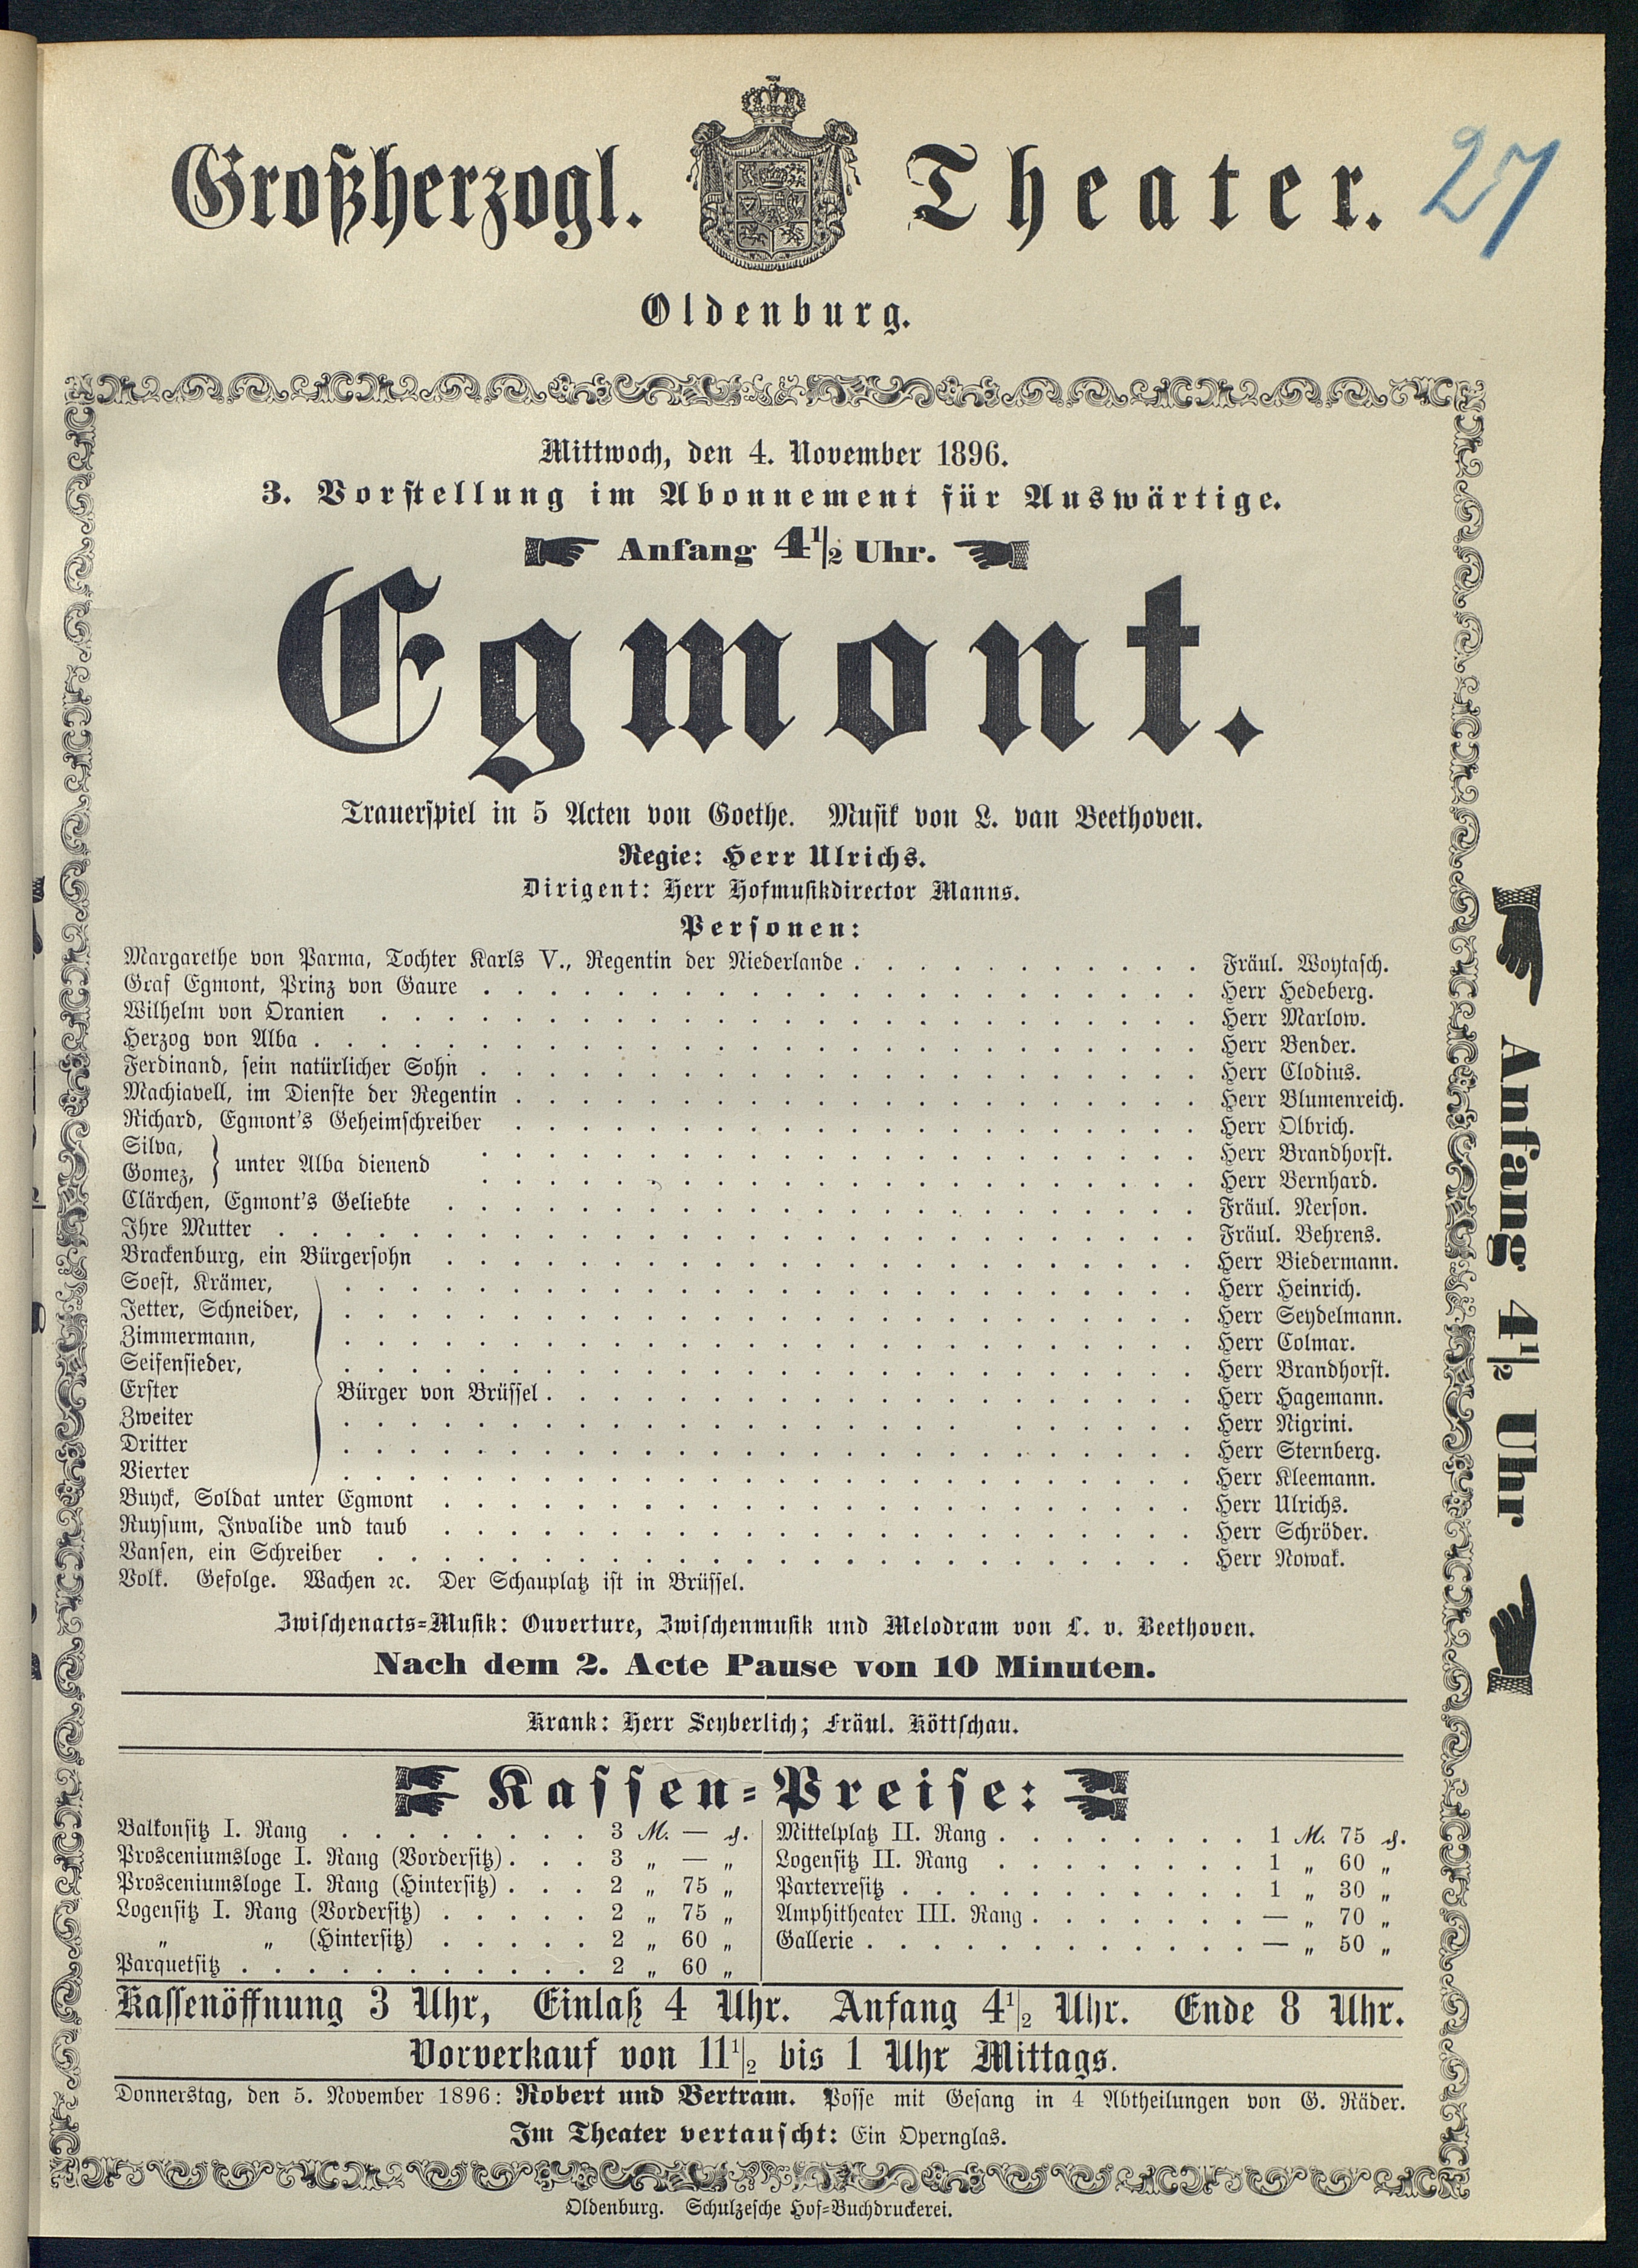 Großherzogl. Theater.
27
Oldenburg.
Mittwoch, den 4. November 1896.
3. Vorstellung im Abonnement für Auswärtige.
Anfang 4½ Uhr.
Egmont.
Trauerspiel in 5 Acten von Goethe. Musik von L. van Beethoven.
Regie: Herr Ulrichs.
Dirigent: Herr Hofmusikdirector Manns.
Personen:
Margarethe von Parma, Tochter Karls V., Regentin der Niederlande . . . . . . . . . . Fräul. Woytasch.
Graf Egmont, Prinz von Gaure . . . . . . . . . . Herr Hedeberg.
Wilhelm von Oranien . . . . . . . . . . Herr Marlow.
Herzog von Alba . . . . . . . . . . Herr Bender.
Ferdinand, sein natürlicher Sohn . . . . . . . . . . Herr Clodius.
Machiavell, im Dienste der Regentin . . . . . . . . . . Herr Blumenreich.
Richard, Egmont's Geheimschreiber . . . . . . . . . . Herr Olbrich.
Silva, . . . . . . . . . . Herr Brandhorst.
unter Alba dienend
Gomez, . . . . . . . . . . Herr Bernhard.
Clärchen, Egmont's Geliebte . . . . . . . . . . Fräul. Nerson.
Ihre Mutter . . . . . . . . . . Fräul. Behrens.
Brackenburg, ein Bürgersohn . . . . . . . . . . Herr Biedermann.
Soest, Krämer, . . . . . . . . . . Herr Heinrich.
Jetter, Schneider, . . . . . . . . . . Herr Seydelmann.
Zimmermann, . . . . . . . . . . Herr Colmar.
Seifensieder, . . . . . . . . . . Herr Brandhorst.
Erster Bürger von Brüssel . . . . . . . . . . Herr Hagemann.
Zweiter . . . . . . . . . . Herr Nigrini.
Dritter . . . . . . . . . . Herr Sternberg.
Vierter . . . . . . . . . . Herr Kleemann.
Buyck, Soldat unter Egmont . . . . . . . . . . Herr Ulrichs.
Ruysum, Invalide und taub . . . . . . . . . . Herr Schröder.
Vansen, ein Schreiber . . . . . . . . . . Herr Nowak.
Volk. Gefolge. Wachen ꝛc. Der Schauplatz ist in Brüssel.
Zwischenacts-Musik: Ouverture, Zwischenmusik und Melodram von L. v. Beethoven.
Nach dem 2. Acte Pause von 10 Minuten.
Krank: Herr Seyberlich; Fräul. Köttschau.
Kassen-Preise:
Balkonsitz I. Rang . . . . . . . . 3 M. — ₰.
Prosceniumsloge I. Rang (Vordersitz) . . . 3 „ — „
Prosceniumsloge I. Rang (Hintersitz) . . . 2 „ 75 „
Logensitz I. Rang (Vordersitz) . . . . . 2 „ 75 „
„ „ (Hintersitz) . . . . . 2 „ 60 „
Parquetsitz . . . . . . . . . . . 2 „ 60 „
Mittelplatz II. Rang . . . . . . . . 1 M. 75 ₰.
Logensitz II. Rang . . . . . . . . 1 „ 60 „
Parterresitz . . . . . . . . . . . 1 „ 30 „
Amphitheater III. Rang . . . . . . . — „ 70 „
Gallerie . . . . . . . . . . . . — „ 50 „
Kassenöffnung 3 Uhr, Einlaß 4 Uhr. Anfang 4½ Uhr. Ende 8 Uhr.
Vorverkauf von 11½ bis 1 Uhr Mittags.
Donnerstag, den 5. November 1896: Robert und Bertram. Posse mit Gesang in 4 Abtheilungen von G. Räder.
Im Theater vertauscht: Ein Opernglas.
Oldenburg. Schulzesche Hof-Buchdruckerei.
Anfang 4½ Uhr